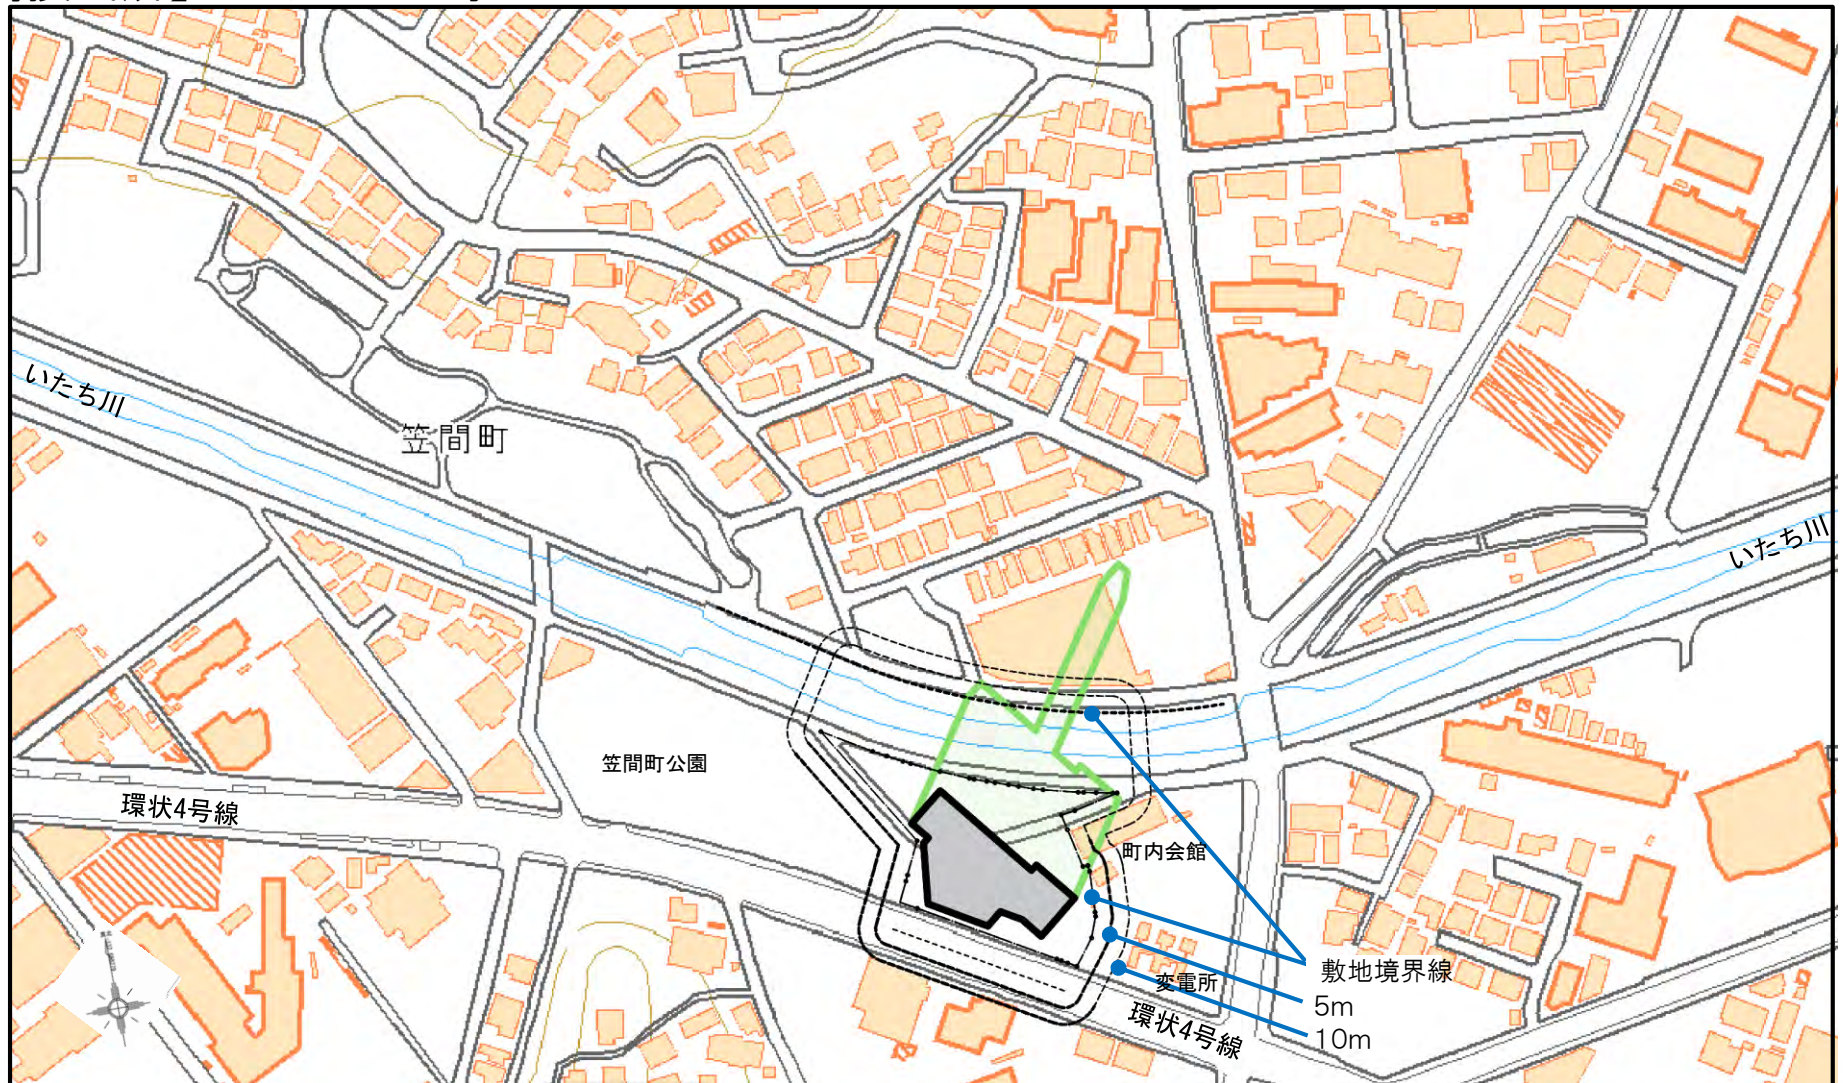 いたち川
笠間町
いたち川
笠間町公園
環状4号線
町内会館
敷地境界線
変電所
5m
環状4号線
10m